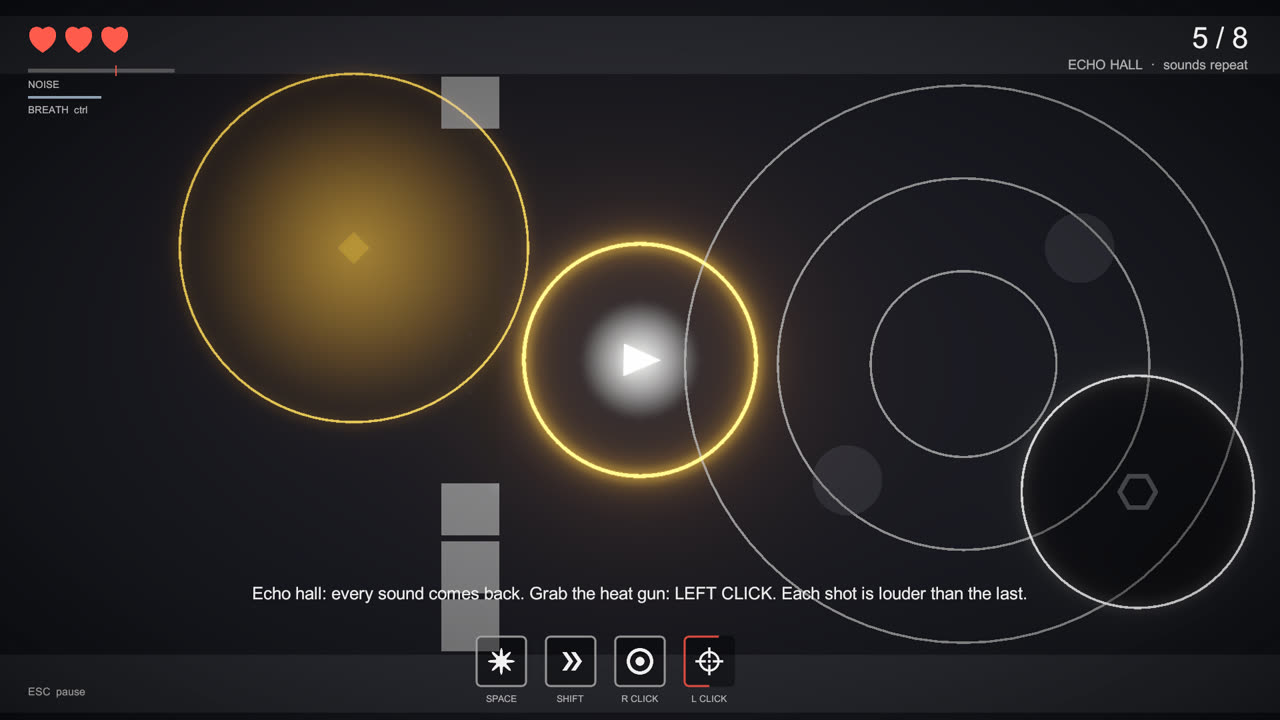 5 / 8
ECHO HALL · sounds repeat
NOISE
BREATH ctrl
Echo hall: every sound comes back. Grab the heat gun: LEFT CLICK. Each shot is louder than the last.
SPACE
SHIFT
R CLICK
L CLICK
ESC pause